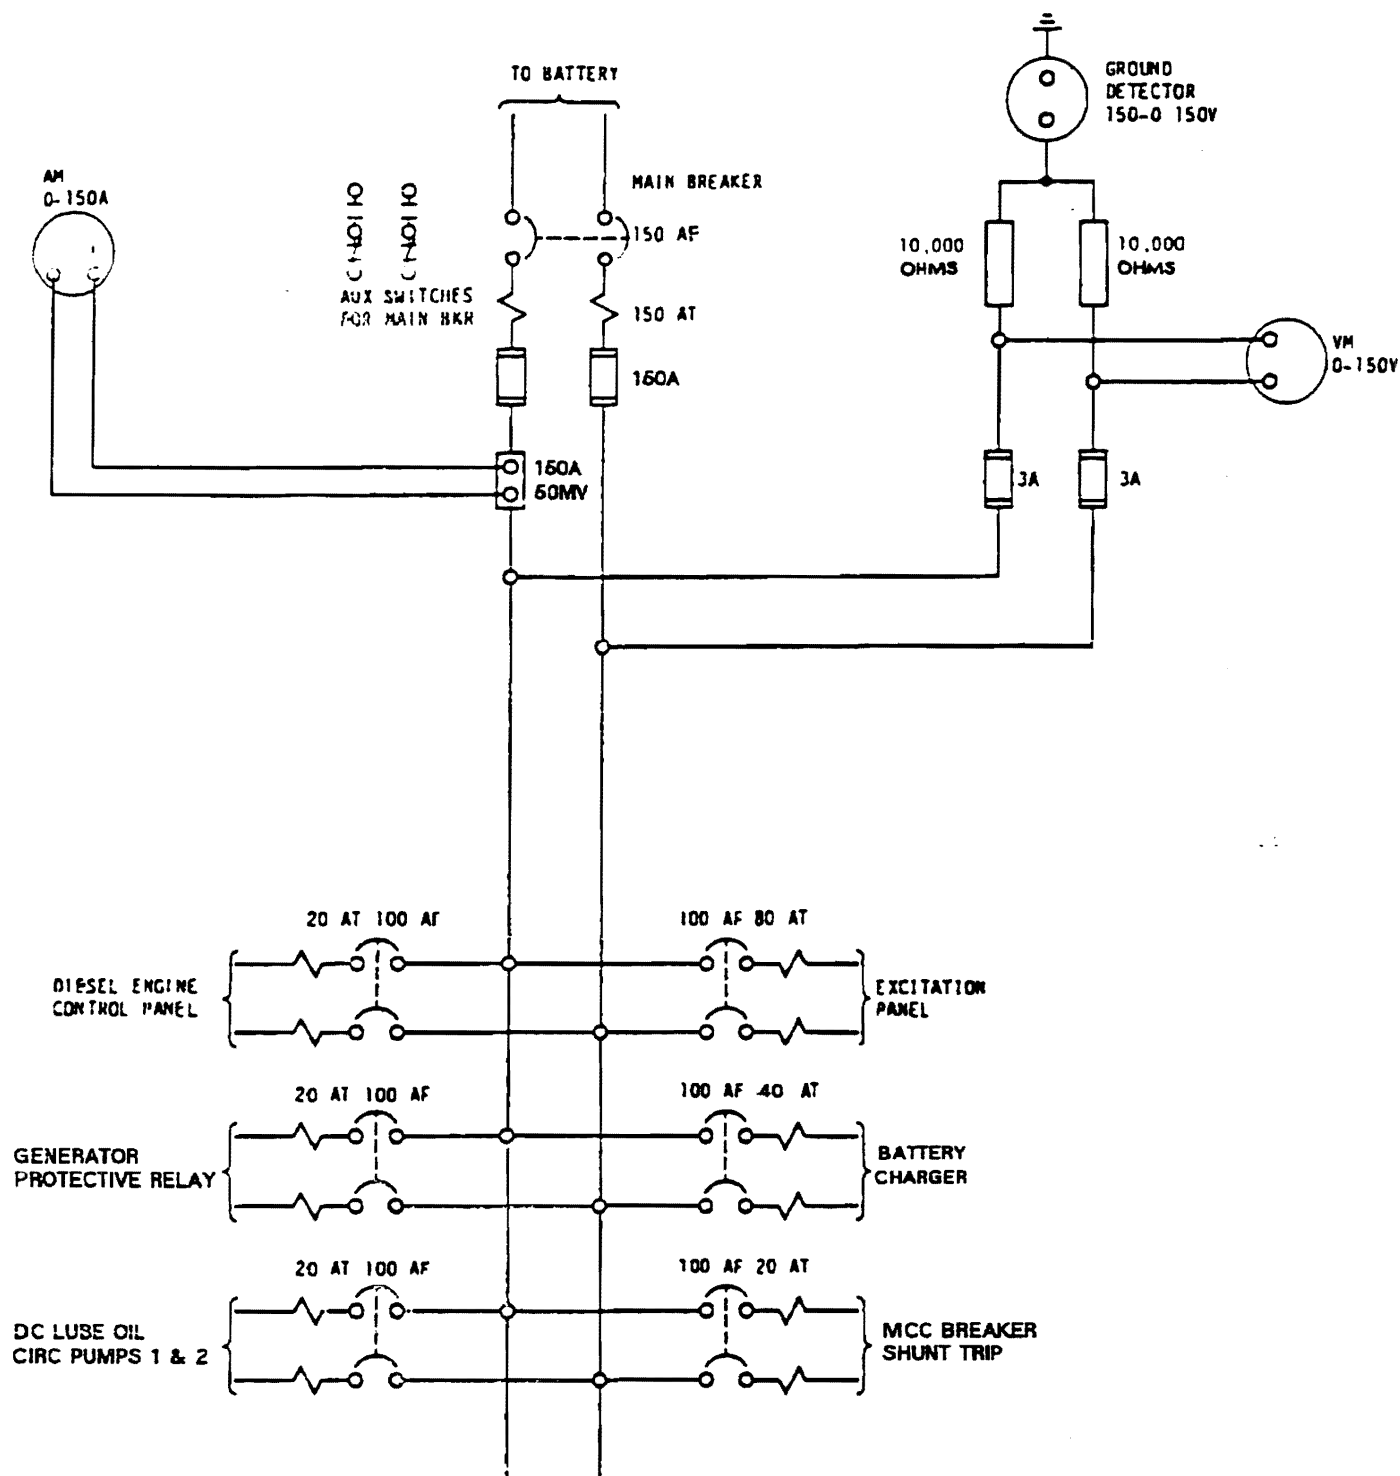 TO BATTERY
GROUND
DETECTOR
150-0 150V
AM
0-150A
MAIN BREAKER
150 AF
10,000
OHMS
10,000
OHMS
AUX SWITCHES
FOR MAIN BKR
150 AT
VM
0-150V
150A
150A
50MV
3A
3A
20 AT 100 AF
100 AF 80 AT
DIESEL ENGINE
CONTROL PANEL
EXCITATION
PANEL
20 AT 100 AF
100 AF 40 AT
GENERATOR
PROTECTIVE RELAY
BATTERY
CHARGER
20 AT 100 AF
100 AF 20 AT
DC LUBE OIL
CIRC PUMPS 1 & 2
MCC BREAKER
SHUNT TRIP